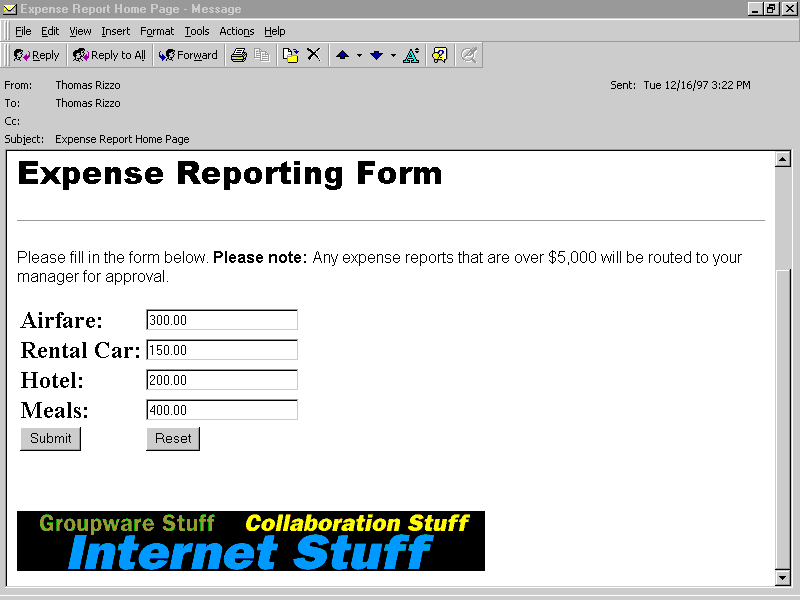 Expense Report Home Page - Message
File Edit View Insert Format Tools Actions Help
Reply Reply to All Forward
From: Thomas Rizzo Sent: Tue 12/16/97 3:22 PM
To: Thomas Rizzo
Cc:
Subject: Expense Report Home Page
Expense Reporting Form
Please fill in the form below. Please note: Any expense reports that are over $5,000 will be routed to your
manager for approval.
Airfare: 300.00
Rental Car: 150.00
Hotel: 200.00
Meals: 400.00
Submit Reset
Groupware Stuff Collaboration Stuff
Internet Stuff